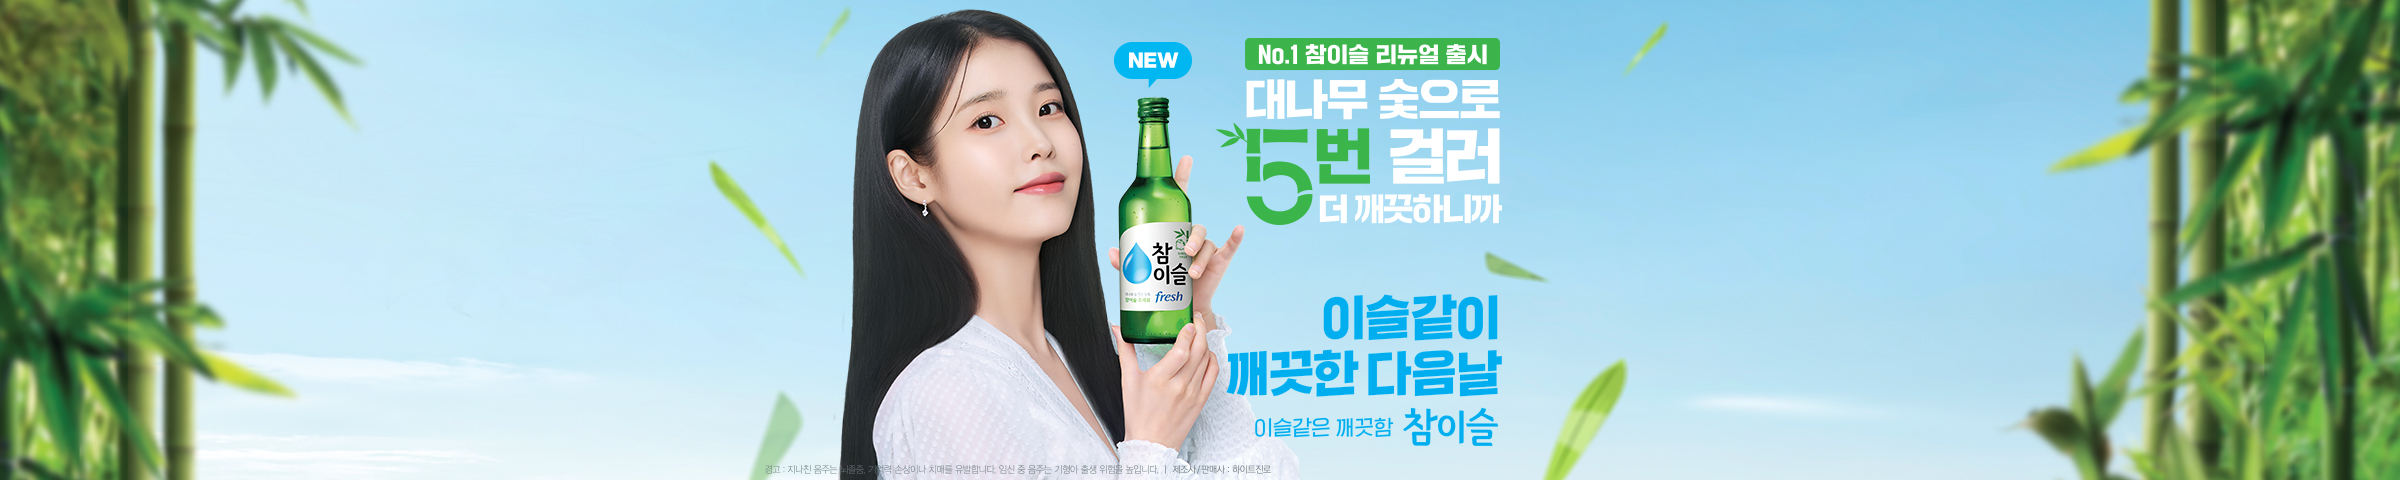 NEW
No.1 참이슬 리뉴얼 출시
대나무 숯으로
5번 걸러
더 깨끗하니까
참
이슬
fresh
이슬같이
깨끗한 다음날
이슬같은 깨끗함 참이슬
경고 : 지나친 음주는 뇌졸중, 기억력 손상이나 치매를 유발합니다. 임신 중 음주는 기형아 출생 위험을 높입니다. | 제조사/판매사 : 하이트진로